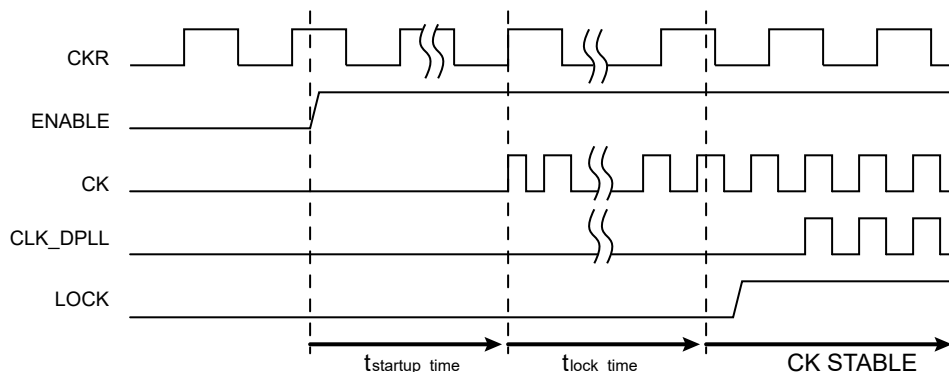 CKR
ENABLE
CK
CLK_DPLL
LOCK
tstartup_time tlock_time CK STABLE